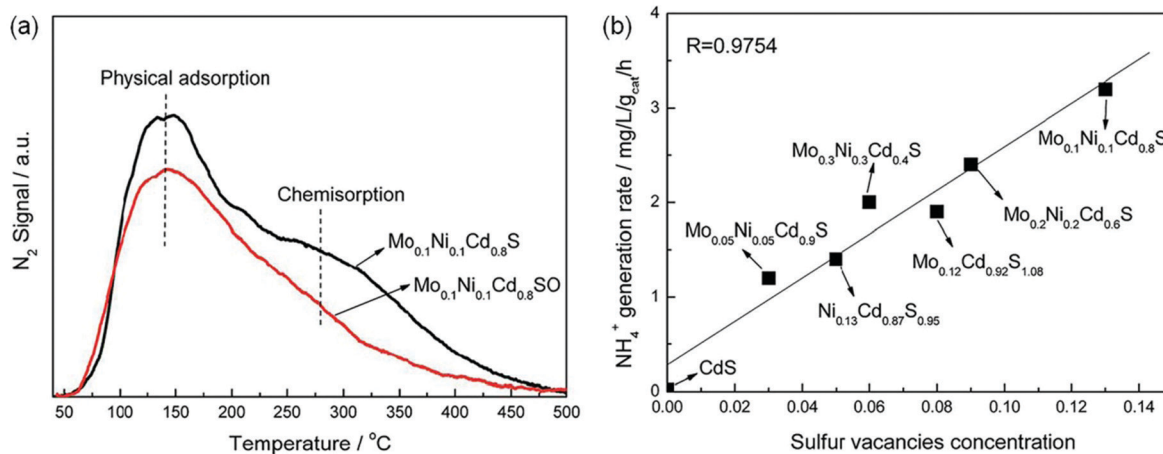 (a)
Physical adsorption
Chemisorption
Mo0.1Ni0.1Cd0.8S
Mo0.1Ni0.1Cd0.8SO
N2 Signal / a.u.
50 100 150 200 250 300 350 400 450 500
Temperature / °C
(b)
R=0.9754
Mo0.1Ni0.1Cd0.8S
Mo0.3Ni0.3Cd0.4S
Mo0.2Ni0.2Cd0.6S
Mo0.05Ni0.05Cd0.9S
Mo0.12Cd0.92S1.08
Ni0.13Cd0.87S0.95
CdS
NH4+ generation rate / mg/L/gcat/h
4
3
2
1
0
0.00 0.02 0.04 0.06 0.08 0.10 0.12 0.14
Sulfur vacancies concentration